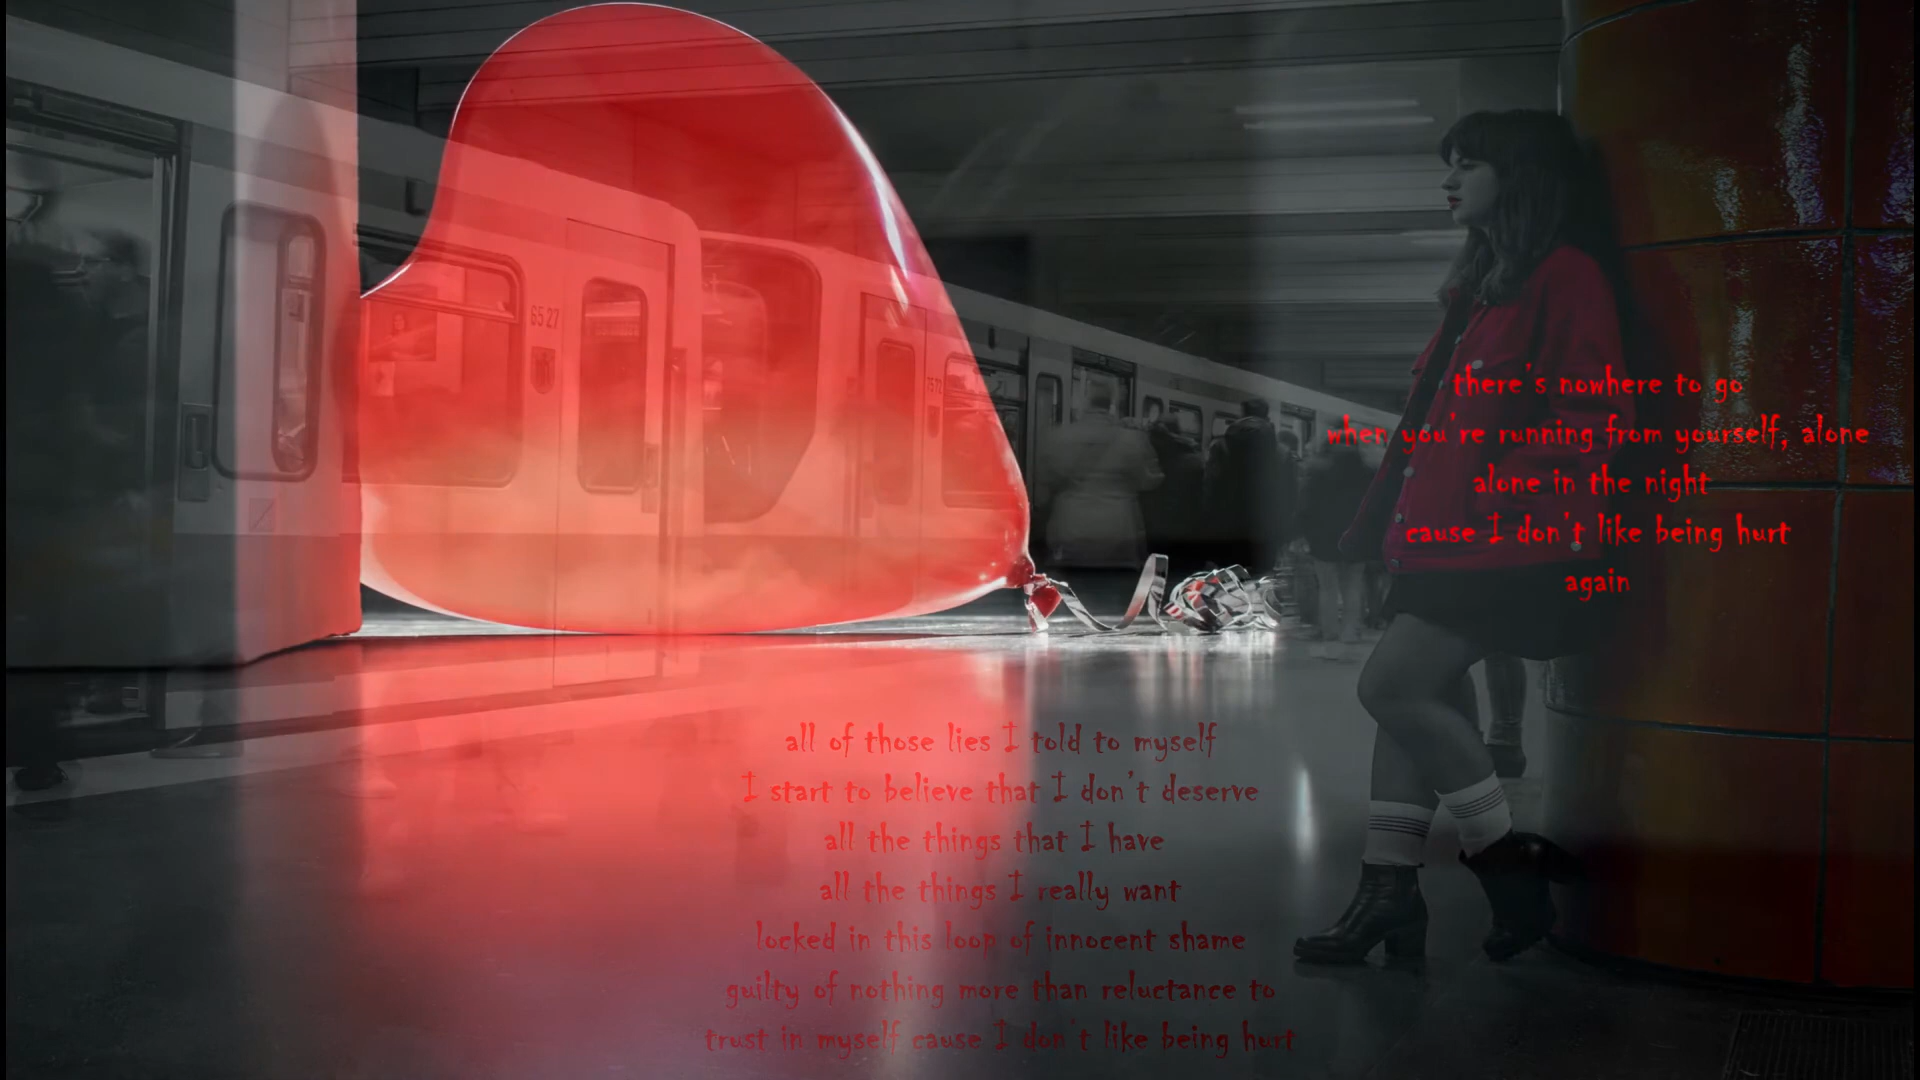 6527
7572
there's nowhere to go
when you're running from yourself, alone
alone in the night
cause I don't like being hurt
again
all of those lies I told to myself
I start to believe that I don't deserve
all the things that I have
all the things I really want
locked in this loop of innocent shame
guilty of nothing more than reluctance to
trust in myself cause I don't like being hurt